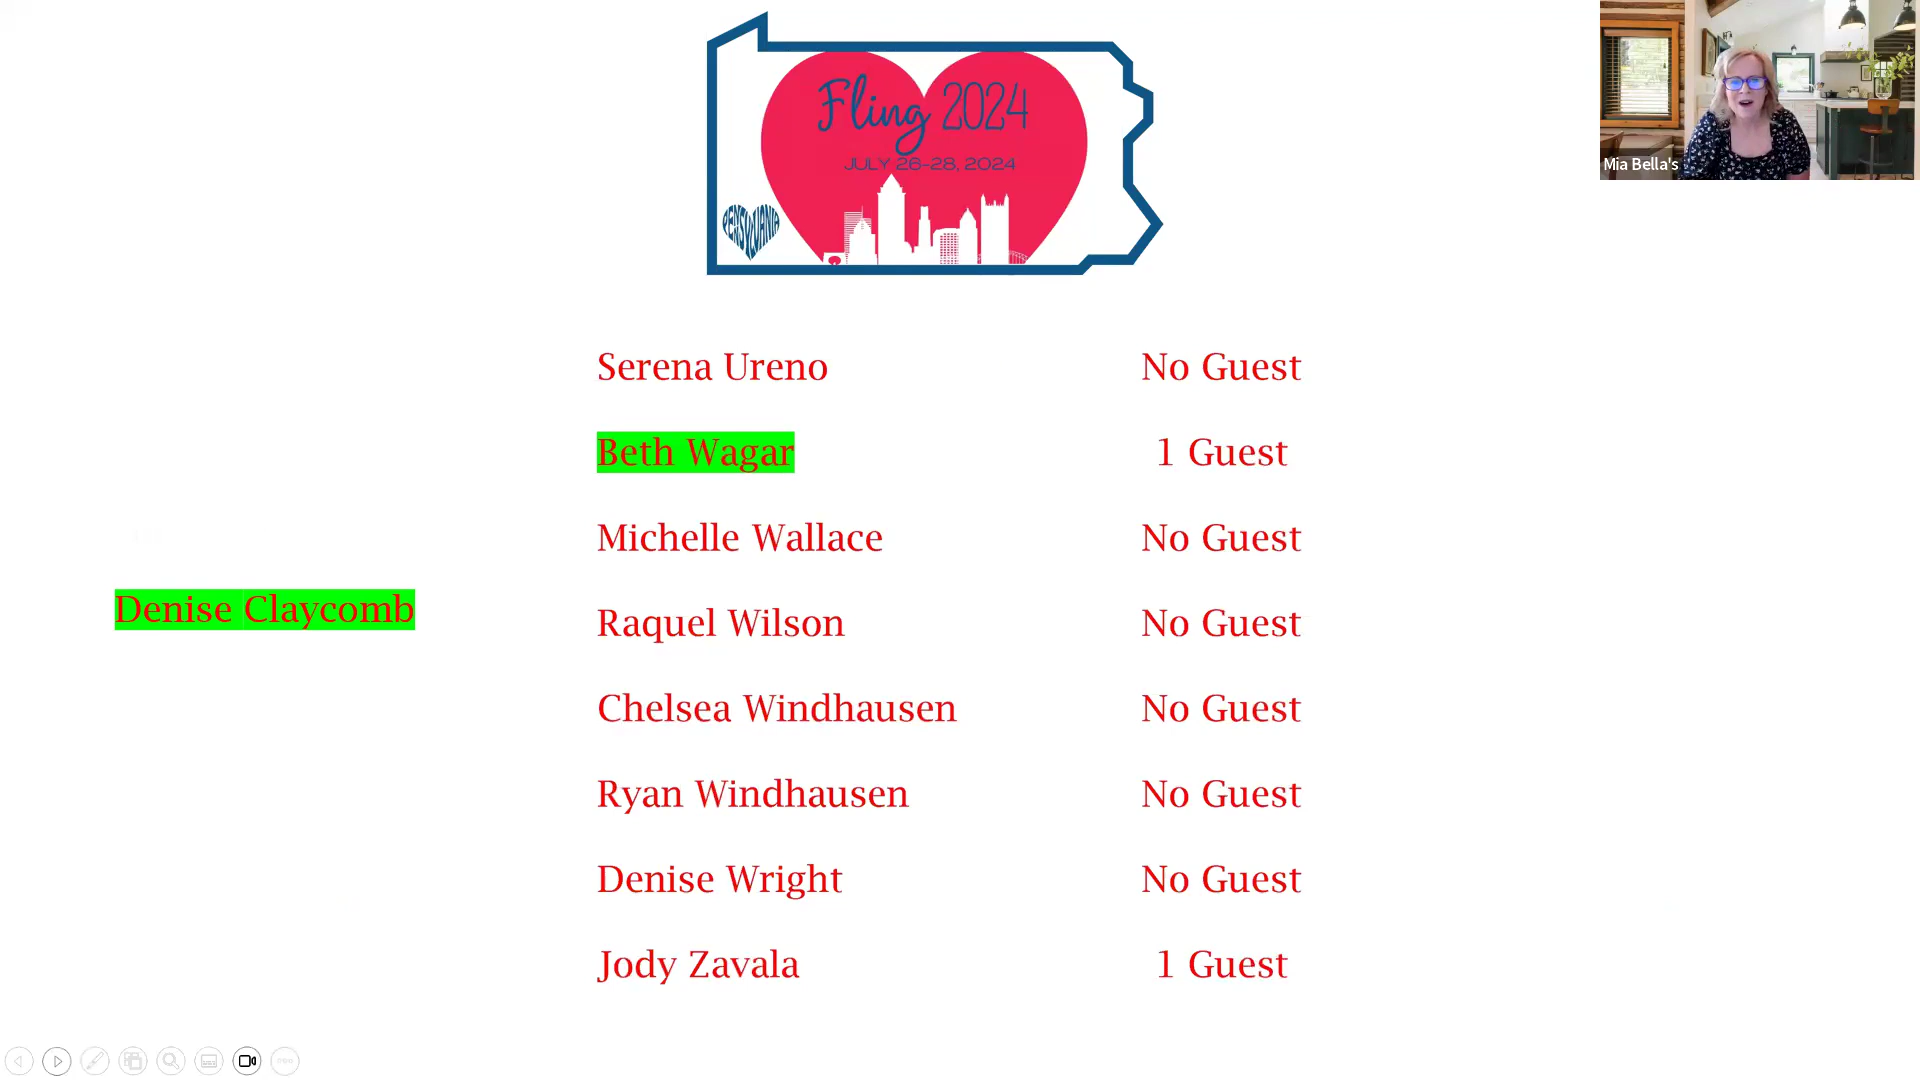 Fling 2024
JULY 26-28, 2024
PENNSYLVANIA
Mia Bella's
Serena Ureno No Guest
Beth Wagar 1 Guest
Michelle Wallace No Guest
Denise Claycomb
Raquel Wilson No Guest
Chelsea Windhausen No Guest
Ryan Windhausen No Guest
Denise Wright No Guest
Jody Zavala 1 Guest